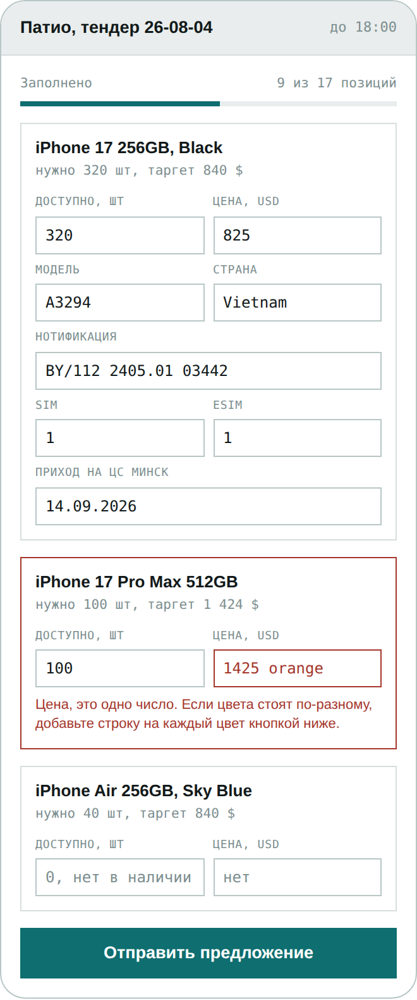 Патио, тендер 26-08-04
до 18:00
Заполнено
9 из 17 позиций
iPhone 17 256GB, Black
нужно 320 шт, таргет 840 $
ДОСТУПНО, ШТ
ЦЕНА, USD
320
825
МОДЕЛЬ
СТРАНА
A3294
Vietnam
НОТИФИКАЦИЯ
BY/112 2405.01 03442
SIM
ESIM
1
1
ПРИХОД НА ЦС МИНСК
14.09.2026
iPhone 17 Pro Max 512GB
нужно 100 шт, таргет 1 424 $
ДОСТУПНО, ШТ
ЦЕНА, USD
100
1425 orange
Цена, это одно число. Если цвета стоят по-разному,
добавьте строку на каждый цвет кнопкой ниже.
iPhone Air 256GB, Sky Blue
нужно 40 шт, таргет 840 $
ДОСТУПНО, ШТ
ЦЕНА, USD
0, нет в наличии
нет
Отправить предложение